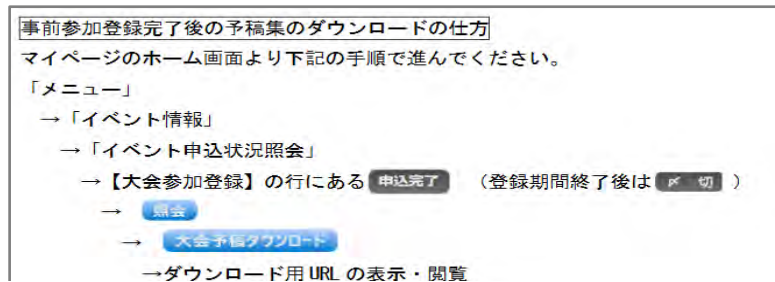 事前参加登録完了後の予稿集のダウンロードの仕方
マイページのホーム画面より下記の手順で進んでください。
「メニュー」
→「イベント情報」
→「イベント申込状況照会」
→【大会参加登録】の行にある 申込完了 （登録期間終了後は 〆 切 ）
→ 照会
→ 大会予稿ダウンロード
→ダウンロード用 URL の表示・閲覧